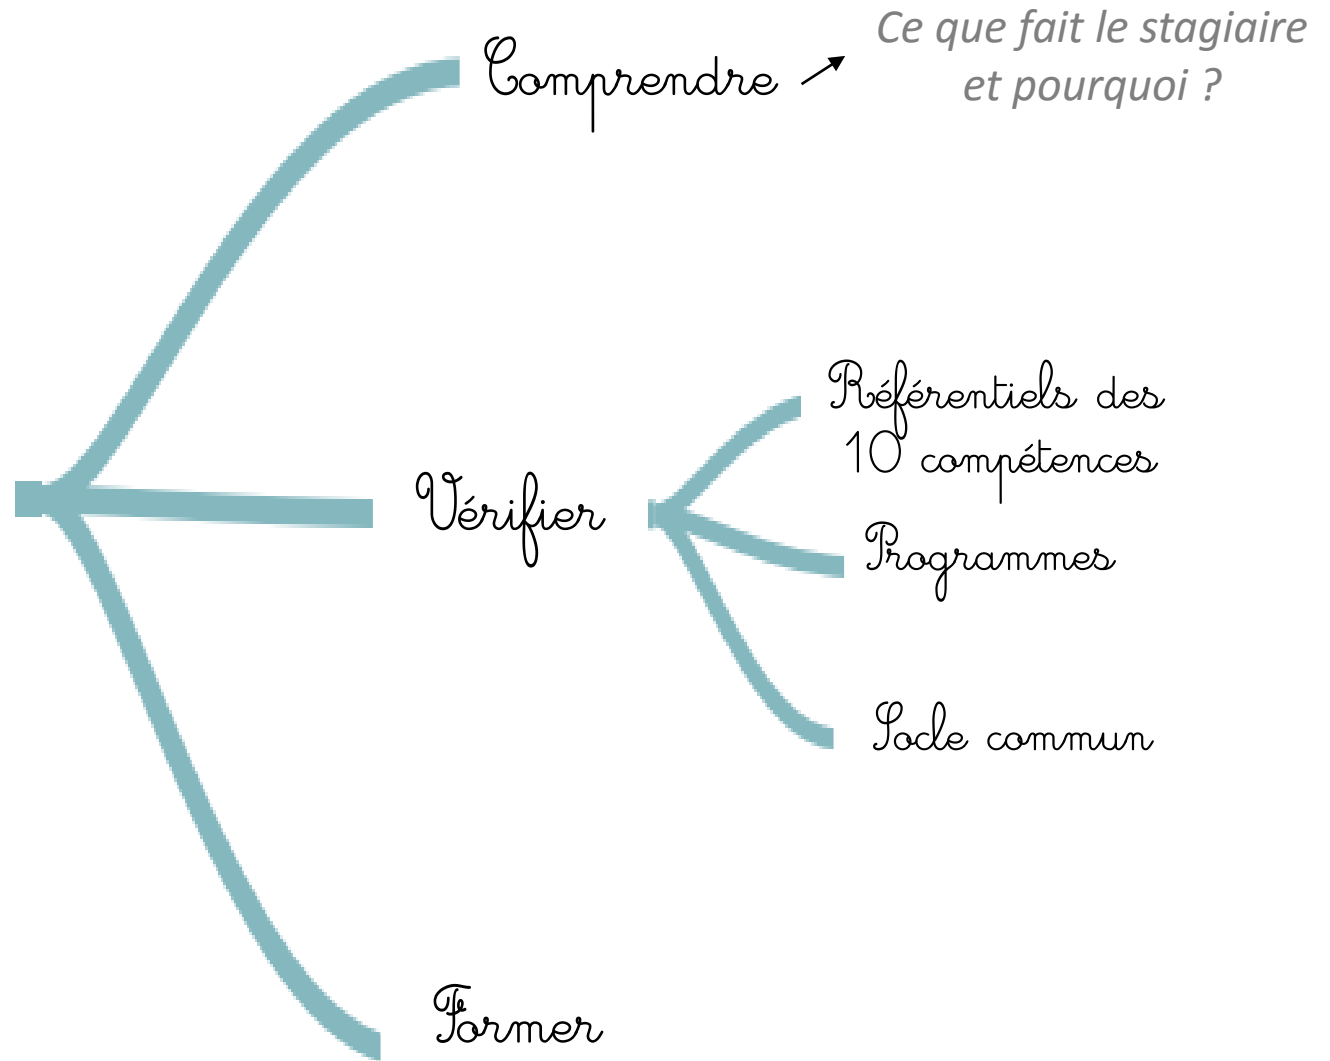 Comprendre
Ce que fait le stagiaire
et pourquoi ?
Vérifier
Référentiels des
10 compétences
Programmes
Socle commun
Former